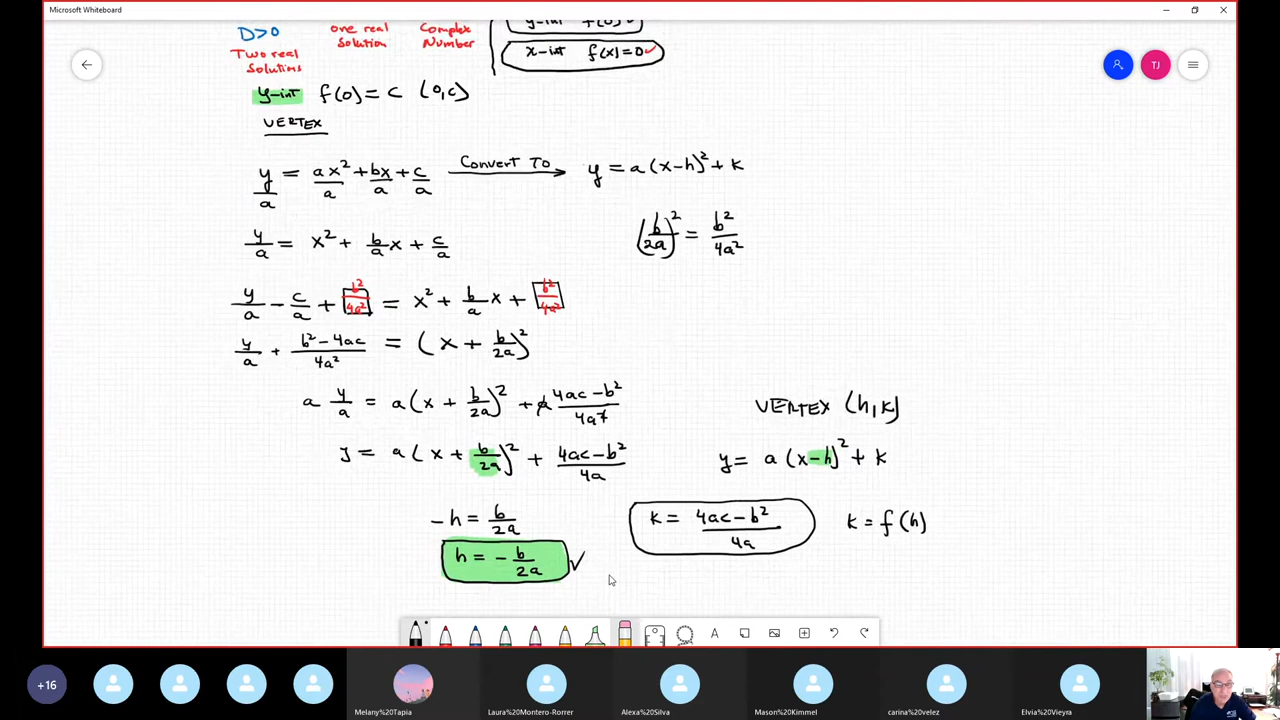 Microsoft Whiteboard
y-int f(0) ✓
D>0 one real Solution Complex Number
x-int f(x)=0 ✓
Two real Solutions
TJ
y-int f(0) = c (0,c)
VERTEX
y/a = ax²/a + bx/a + c/a Convert To y = a(x-h)² + k
(b/2a)² = b²/4a²
y/a = x² + b/a x + c/a
y/a - c/a + b²/4a² = x² + b/a x + b²/4a²
y/a + b² - 4ac/4a² = (x + b/2a)²
a y/a = a(x + b/2a)² + a 4ac - b²/4a²
VERTEX (h,k)
y = a(x + b/2a)² + 4ac - b²/4a
y = a(x-h)² + k
-h = b/2a
k = 4ac - b²/4a
k = f(h)
h = - b/2a ✓
+16
Melany%20Tapia
Laura%20Montero-Rorrer
Alexa%20Silva
Mason%20Kimmel
carina%20velez
Elvia%20Vieyra